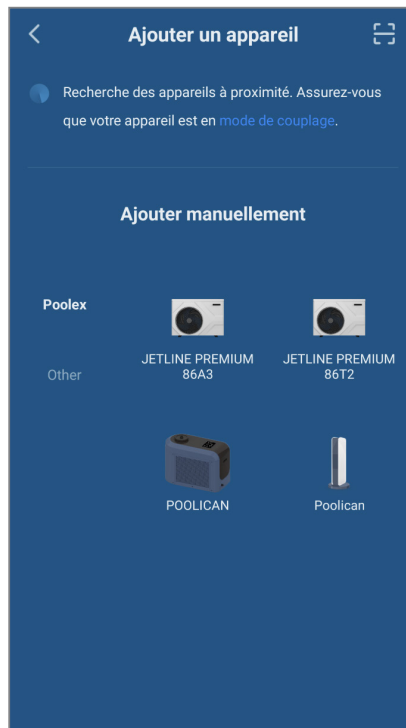 Ajouter un appareil
Recherche des appareils à proximité. Assurez-vous
que votre appareil est en mode de couplage.
Ajouter manuellement
Poolex
Other
JETLINE PREMIUM
86A3
JETLINE PREMIUM
86T2
POOLICAN
Poolican